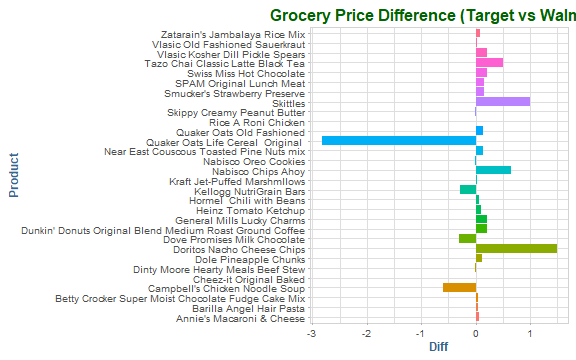 Grocery Price Difference (Target vs Waln
Zatarain's Jambalaya Rice Mix
Vlasic Old Fashioned Sauerkraut
Vlasic Kosher Dill Pickle Spears
Tazo Chai Classic Latte Black Tea
Swiss Miss Hot Chocolate
SPAM Original Lunch Meat
Smucker's Strawberry Preserve
Skittles
Skippy Creamy Peanut Butter
Rice A Roni Chicken
Quaker Oats Old Fashioned
Quaker Oats Life Cereal  Original
Near East Couscous Toasted Pine Nuts mix
Nabisco Oreo Cookies
Nabisco Chips Ahoy
Kraft Jet-Puffed Marshmllows
Kellogg NutriGrain Bars
Hormel  Chili with Beans
Heinz Tomato Ketchup
General Mills Lucky Charms
Dunkin' Donuts Original Blend Medium Roast Ground Coffee
Dove Promises Milk Chocolate
Doritos Nacho Cheese Chips
Dole Pineapple Chunks
Dinty Moore Hearty Meals Beef Stew
Cheez-it Original Baked
Campbell's Chicken Noodle Soup
Betty Crocker Super Moist Chocolate Fudge Cake Mix
Barilla Angel Hair Pasta
Annie's Macaroni & Cheese
Product
-3 -2 -1 0 1
Diff